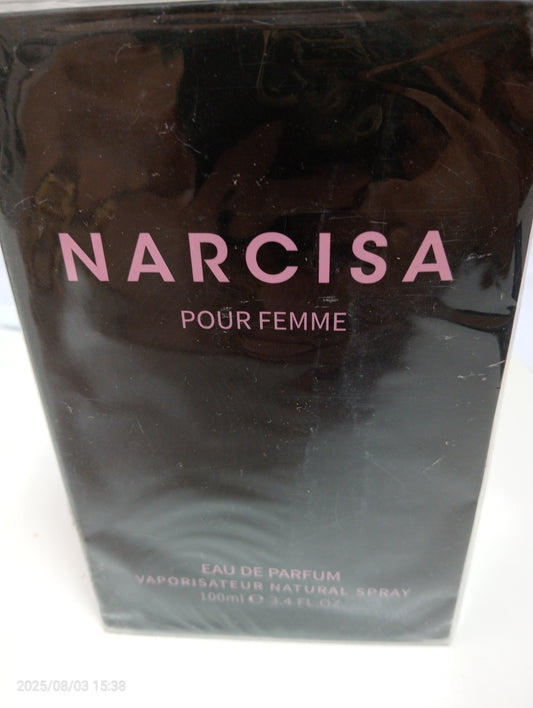 NARCISA
POUR FEMME
EAU DE PARFUM
VAPORISATEUR NATURAL SPRAY
100ml ℮ 3.4 FL.OZ.
2025/08/03 15:38